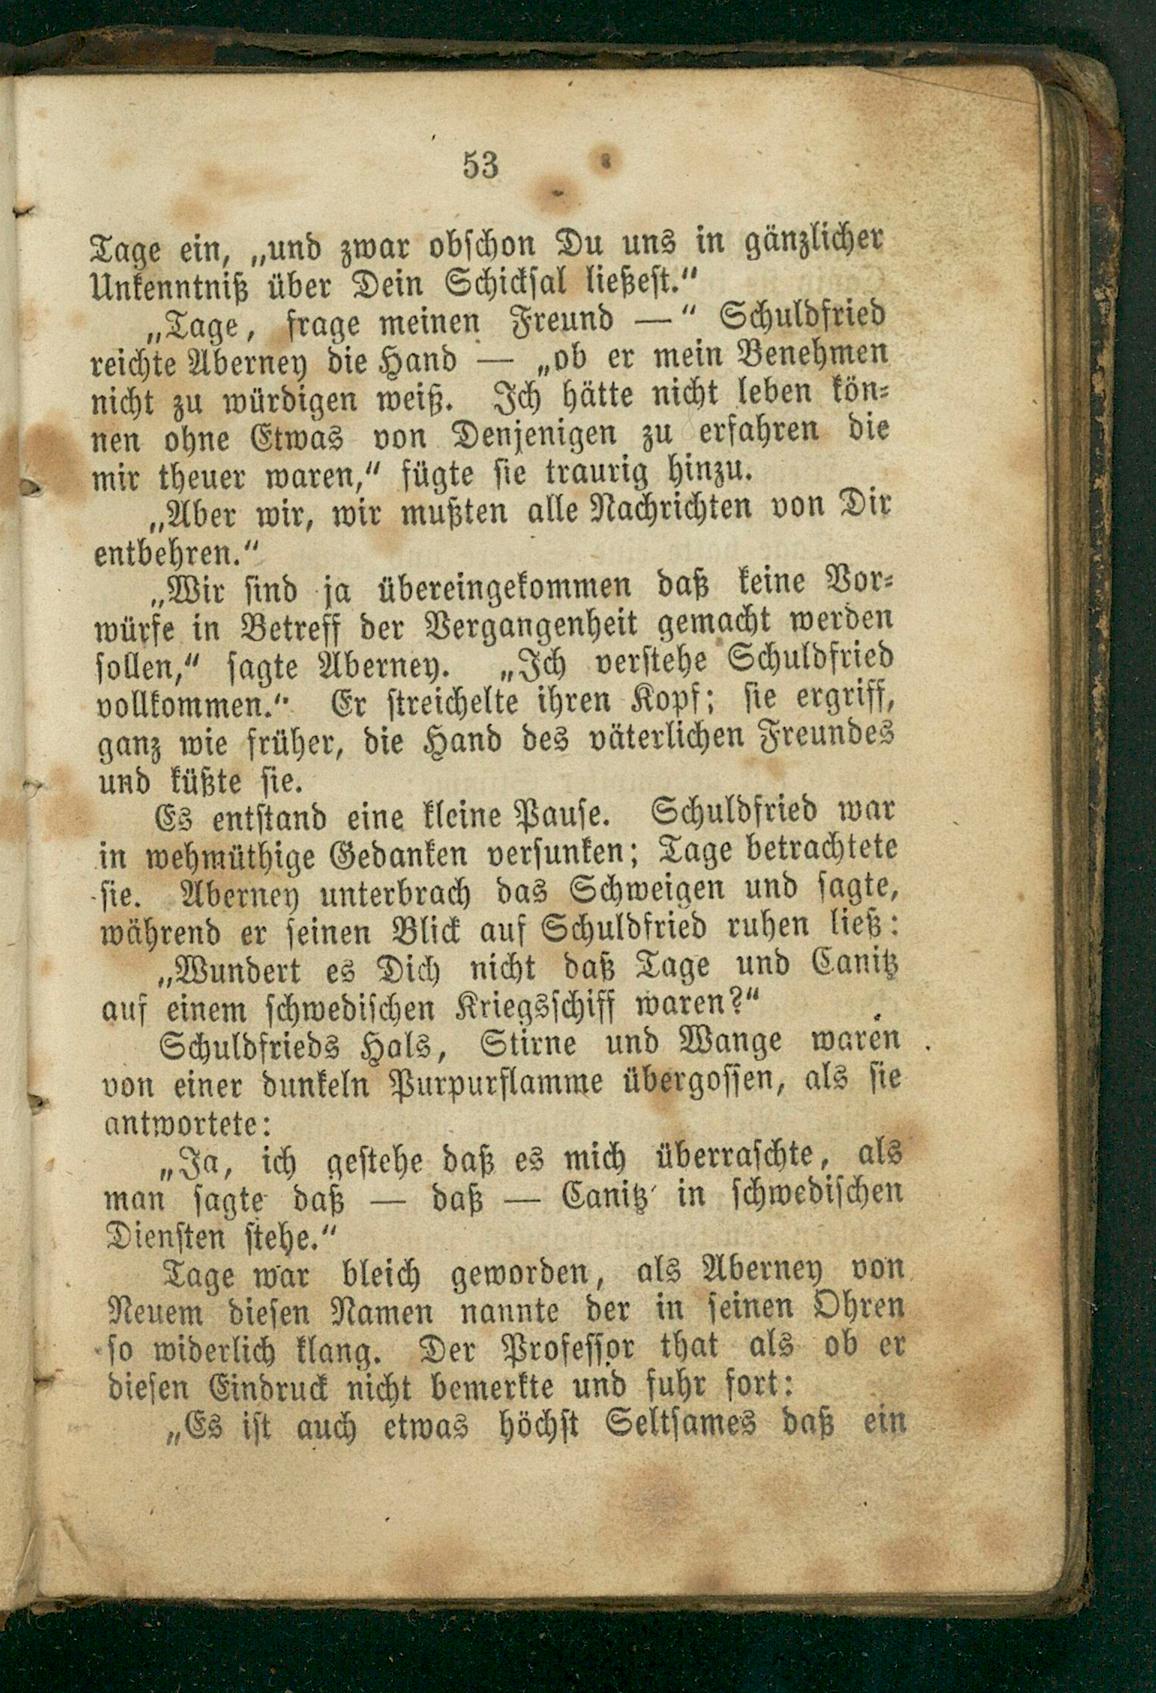 53
Tage ein, „und zwar obschon Du uns in gänzlicher
Unkenntniß über Dein Schicksal ließest.“
„Tage, frage meinen Freund — “ Schuldfried
reichte Aberney die Hand — „ob er mein Benehmen
nicht zu würdigen weiß. Ich hätte nicht leben kön-
nen ohne Etwas von Denjenigen zu erfahren die
mir theuer waren,“ fügte sie traurig hinzu.
„Aber wir, wir mußten alle Nachrichten von Dir
entbehren.“
„Wir sind ja übereingekommen daß keine Vor-
würfe in Betreff der Vergangenheit gemacht werden
sollen,“ sagte Aberney. „Ich verstehe Schuldfried
vollkommen.“ Er streichelte ihren Kopf; sie ergriff,
ganz wie früher, die Hand des väterlichen Freundes
und küßte sie.
Es entstand eine kleine Pause. Schuldfried war
in wehmüthige Gedanken versunken; Tage betrachtete
sie. Aberney unterbrach das Schweigen und sagte,
während er seinen Blick auf Schuldfried ruhen ließ:
„Wundert es Dich nicht daß Tage und Canitz
auf einem schwedischen Kriegsschiff waren?“
Schuldfrieds Hals, Stirne und Wange waren
von einer dunkeln Purpurflamme übergossen, als sie
antwortete:
„Ja, ich gestehe daß es mich überraschte, als
man sagte daß — daß — Canitz in schwedischen
Diensten stehe.“
Tage war bleich geworden, als Aberney von
Neuem diesen Namen nannte der in seinen Ohren
so widerlich klang. Der Professor that als ob er
diesen Eindruck nicht bemerkte und fuhr fort:
„Es ist auch etwas höchst Seltsames daß ein